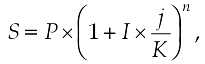 S = P × (1 + I × j/K)^n ,